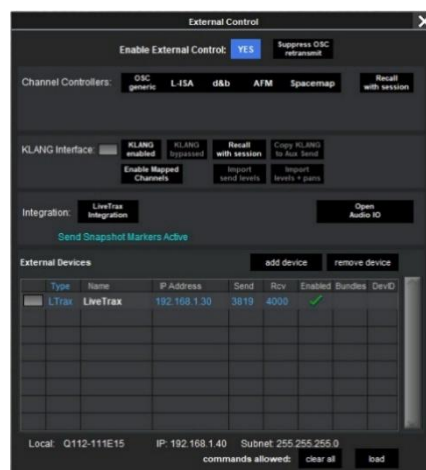 External Control
Enable External Control: YES Suppress OSC retransmit
Channel Controllers: OSC generic L-ISA d&b AFM Spacemap Recall with session
KLANG Interface: KLANG enabled KLANG bypassed Recall with session Copy KLANG to Aux Send
Enable Mapped Channels Import send levels Import levels + pans
Integration: LiveTrax Integration Open Audio IO
Send Snapshot Markers Active
External Devices add device remove device
Type Name IP Address Send Rcv Enabled Bundles DevID
LTrax LiveTrax 192.168.1.30 3819 4000
Local: Q112-111E15 IP: 192.168.1.40 Subnet: 255.255.255.0
commands allowed: clear all load